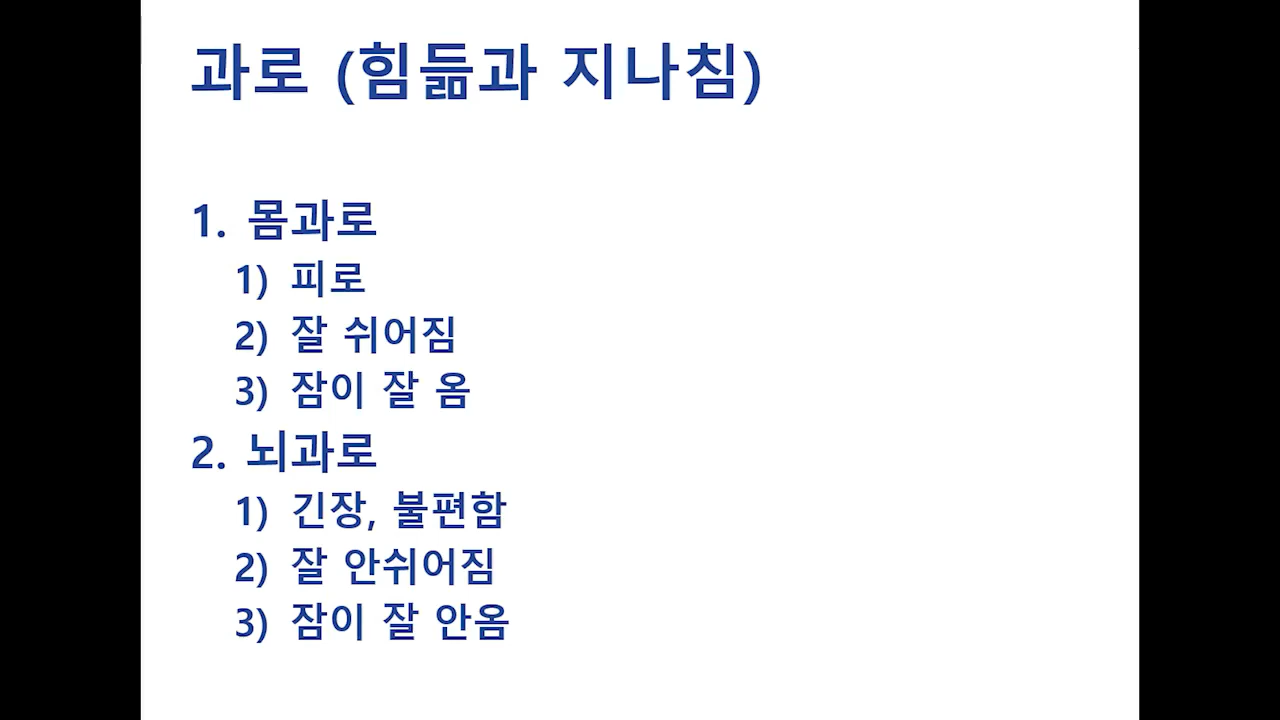 과로 (힘듦과 지나침)
1. 몸과로
1) 피로
2) 잘 쉬어짐
3) 잠이 잘 옴
2. 뇌과로
1) 긴장, 불편함
2) 잘 안쉬어짐
3) 잠이 잘 안옴